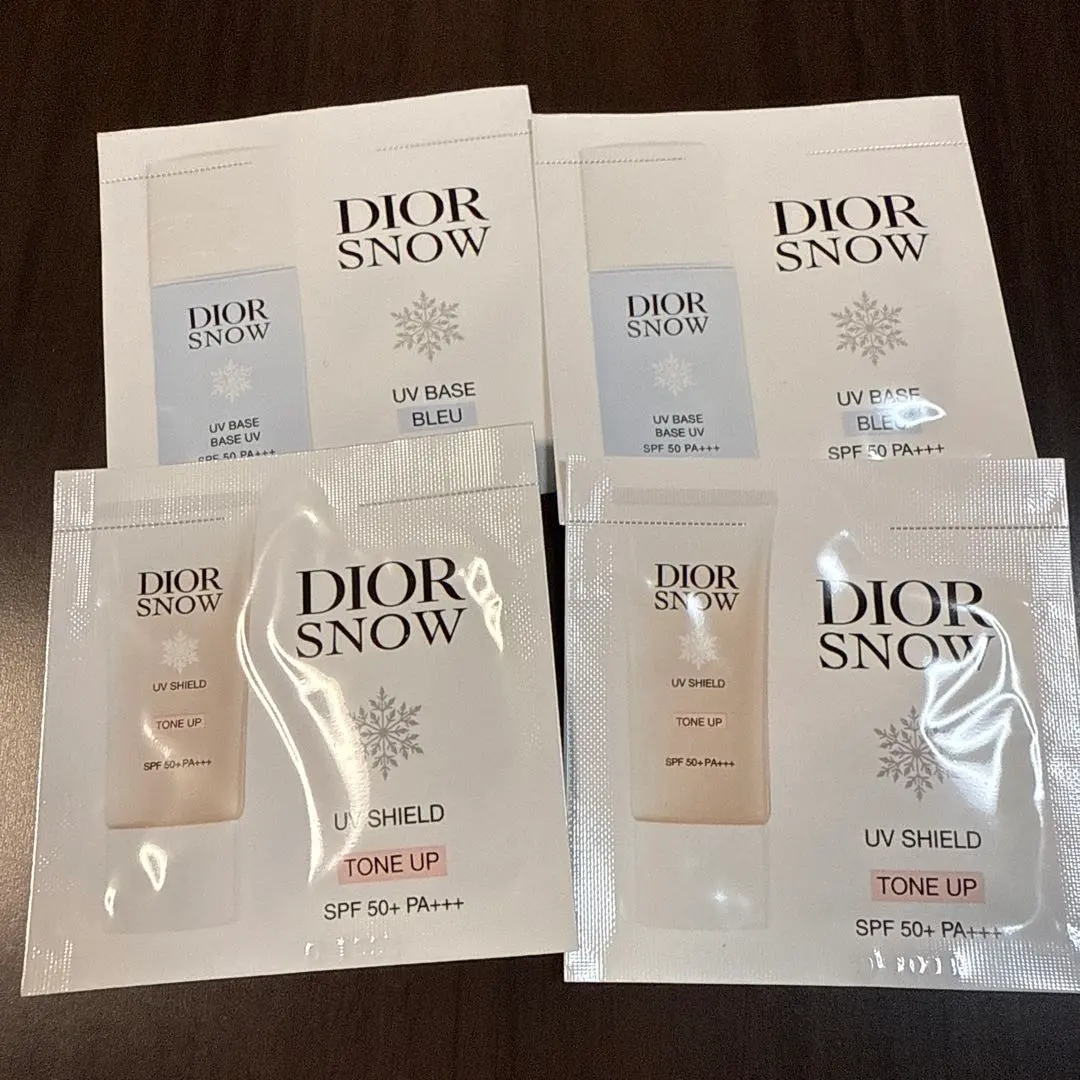 DIOR
SNOW
UV BASE
BASE UV
SPF 50 PA+++
DIOR
SNOW
UV BASE
BLEU
DIOR
SNOW
UV BASE
BASE UV
SPF 50 PA+++
DIOR
SNOW
UV BASE
BLEU
SPF 50 PA+++
DIOR
SNOW
UV SHIELD
TONE UP
SPF 50+ PA+++
DIOR
SNOW
UV SHIELD
TONE UP
SPF 50+ PA+++
DIOR
SNOW
UV SHIELD
TONE UP
SPF 50+ PA+++
DIOR
SNOW
UV SHIELD
TONE UP
SPF 50+ PA+++